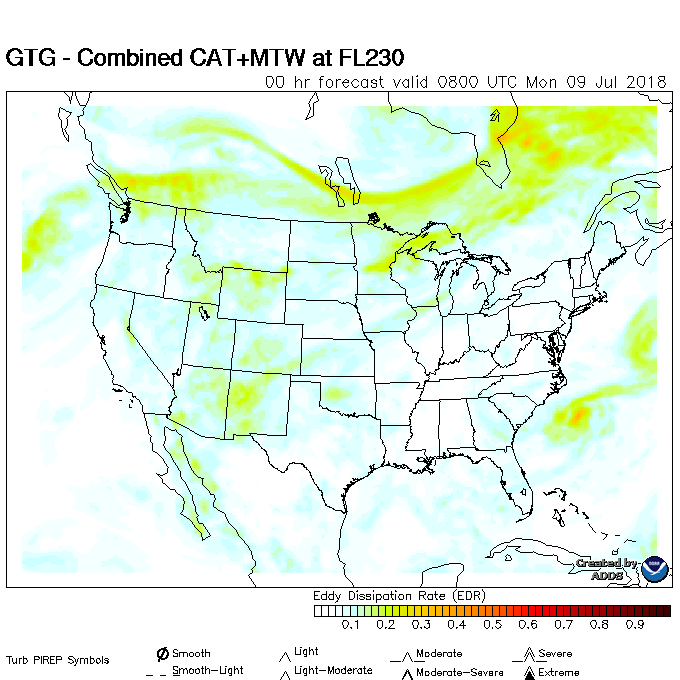 GTG - Combined CAT+MTW at FL230
00 hr forecast valid 0800 UTC Mon 09 Jul 2018
Created by
ADDS
Eddy Dissipation Rate (EDR)
0.1 0.2 0.3 0.4 0.5 0.6 0.7 0.8 0.9
Turb PIREP Symbols
Smooth Light Moderate Severe
Smooth-Light Light-Moderate Moderate-Severe Extreme